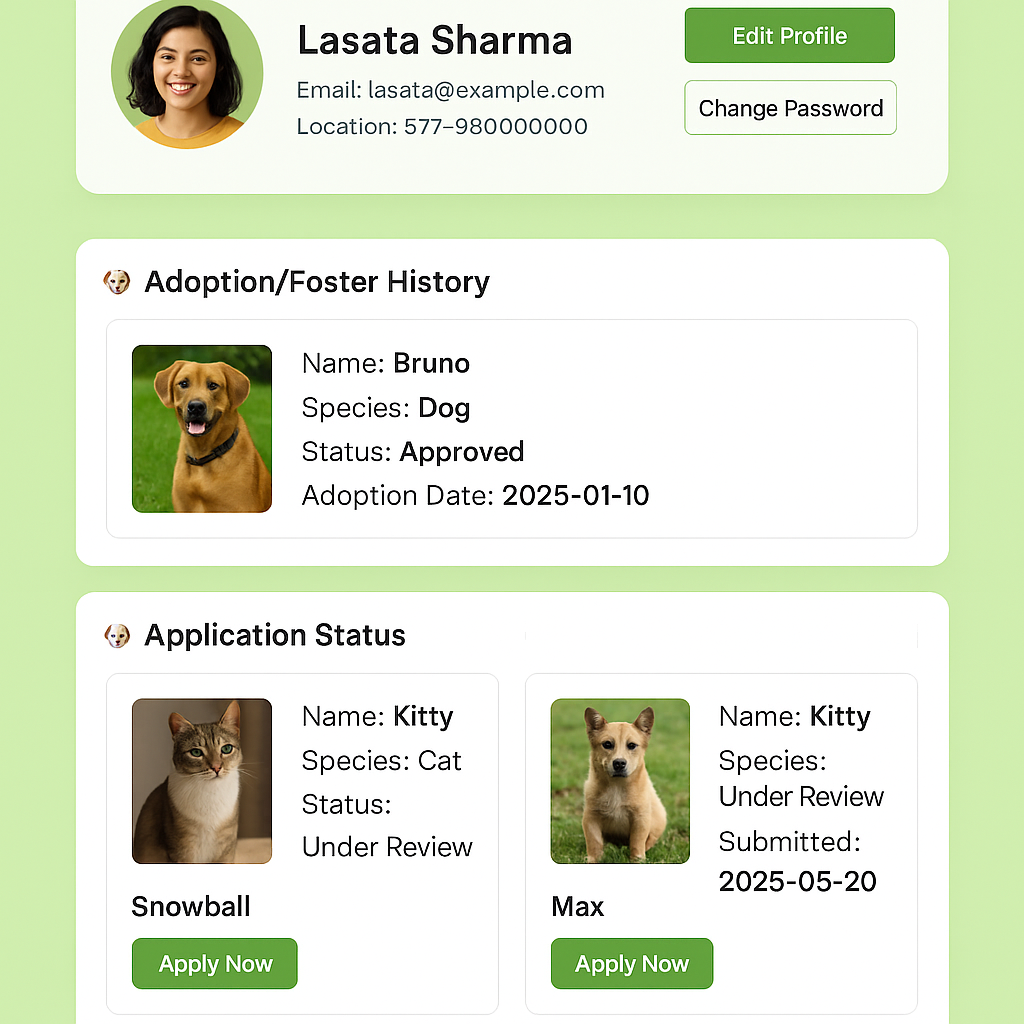 Lasata Sharma
Email: lasata@example.com
Location: 577-980000000
Edit Profile
Change Password
Adoption/Foster History
Name: Bruno
Species: Dog
Status: Approved
Adoption Date: 2025-01-10
Application Status
Name: Kitty
Species: Cat
Status:
Under Review
Snowball
Apply Now
Name: Kitty
Species:
Under Review
Submitted:
2025-05-20
Max
Apply Now